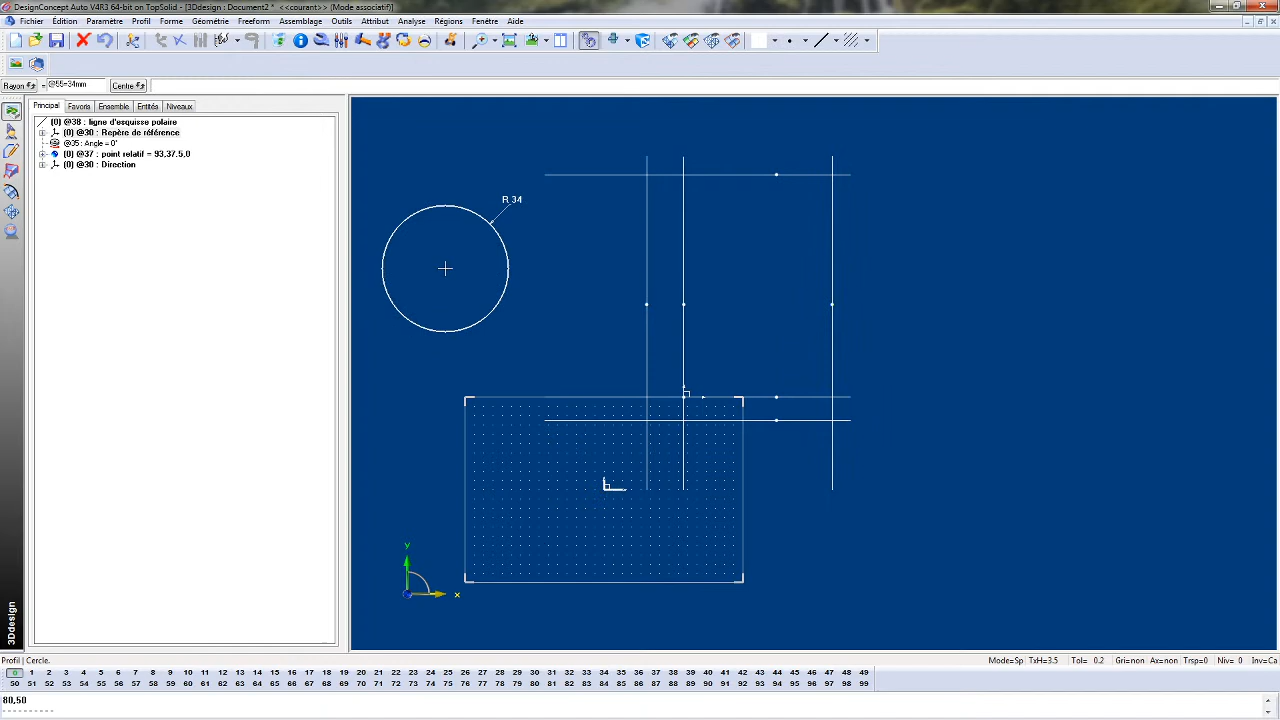 DesignConcept Auto V4R3 64-bit on TopSolid - [3Ddesign : Document2 * <<courant>> (Mode associatif)]
Fichier Édition Paramètre Profil Forme Géométrie Freeform Assemblage Outils Attribut Analyse Régions Fenêtre Aide
Rayon = @55=34mm Centre
Principal Favoris Ensemble Entités Niveaux
(0) @38 : ligne d'esquisse polaire
(0) @30 : Repère de référence
@35 : Angle = 0°
(0) @37 : point relatif = 93,37.5,0
(0) @30 : Direction
R 34
Y
X
3Ddesign
Profil | Cercle.
Mode=Sp TxH=3.5 Tol= 0.2 Gri=non Ax=non Trsp=0 Niv= 0 Inv=Ca
0 1 2 3 4 5 6 7 8 9 10 11 12 13 14 15 16 17 18 19 20 21 22 23 24 25 26 27 28 29 30 31 32 33 34 35 36 37 38 39 40 41 42 43 44 45 46 47 48 49
50 51 52 53 54 55 56 57 58 59 60 61 62 63 64 65 66 67 68 69 70 71 72 73 74 75 76 77 78 79 80 81 82 83 84 85 86 87 88 89 90 91 92 93 94 95 96 97 98 99
80,50
----------